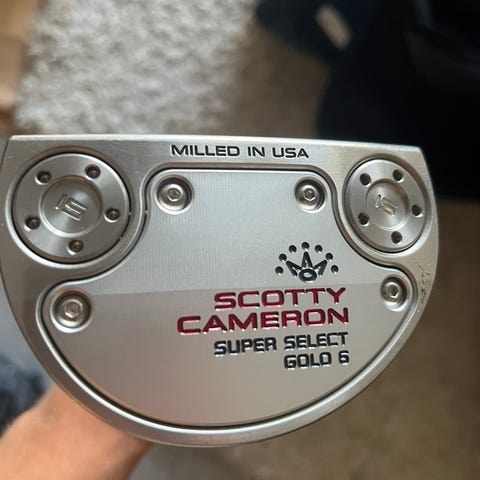 MILLED IN USA
SCOTTY
CAMERON
SUPER SELECT
GOLO 6